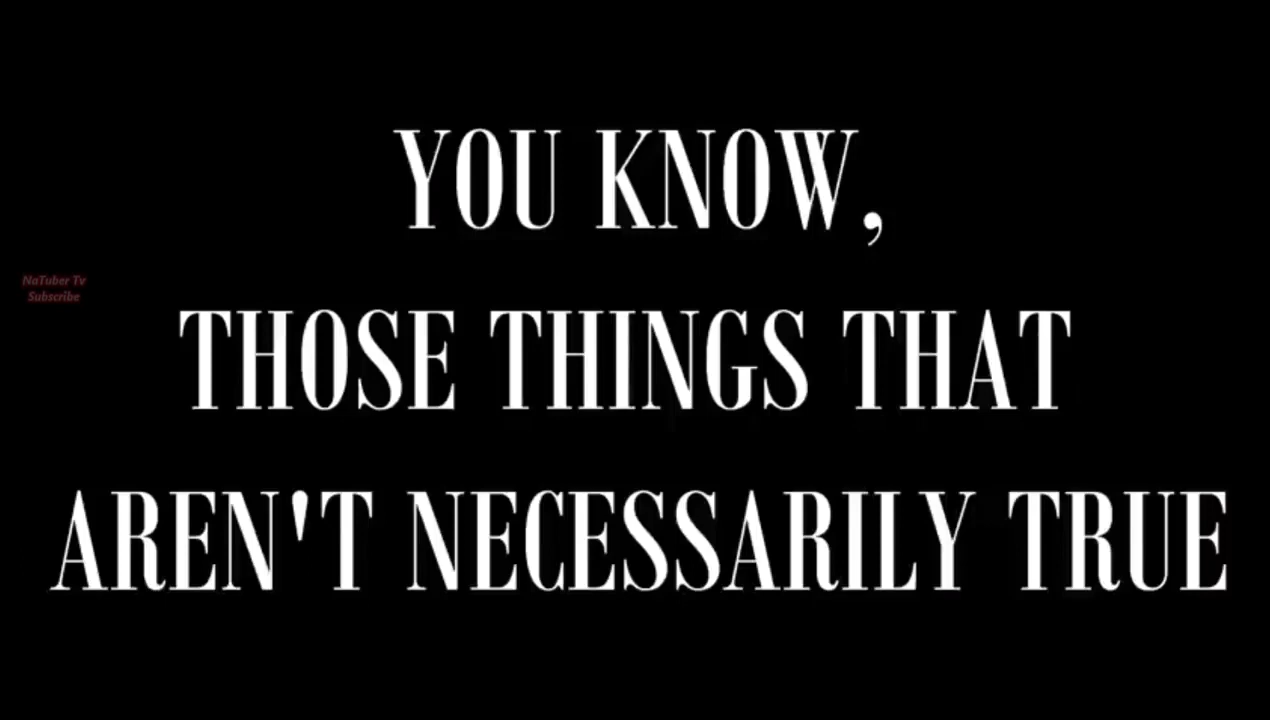 YOU KNOW,
NaTuber Tv
Subscribe
THOSE THINGS THAT
AREN'T NECESSARILY TRUE